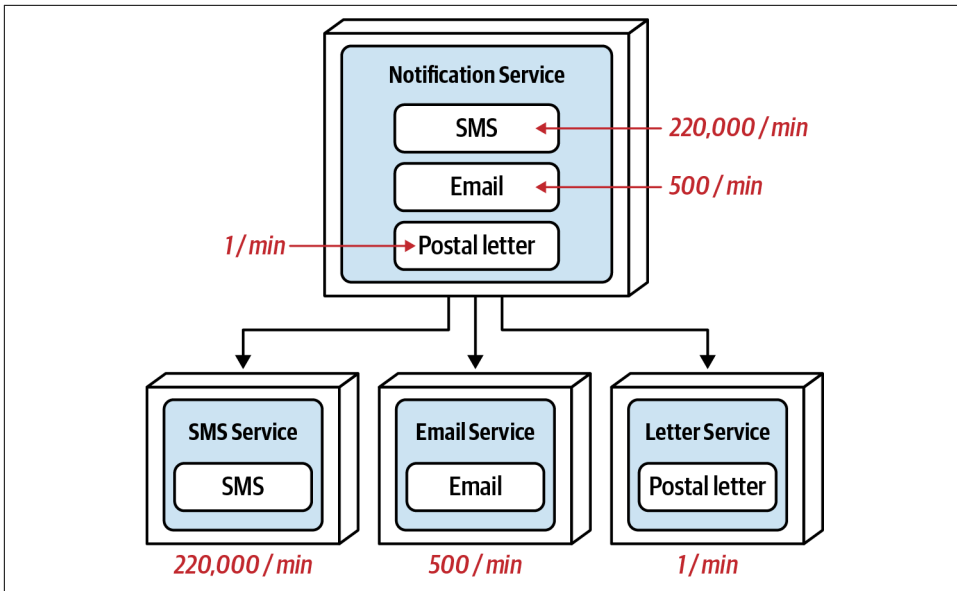 Notification Service
SMS
220,000 / min
Email
500 / min
1 / min
Postal letter
SMS Service
Email Service
Letter Service
SMS
Email
Postal letter
220,000 / min
500 / min
1 / min